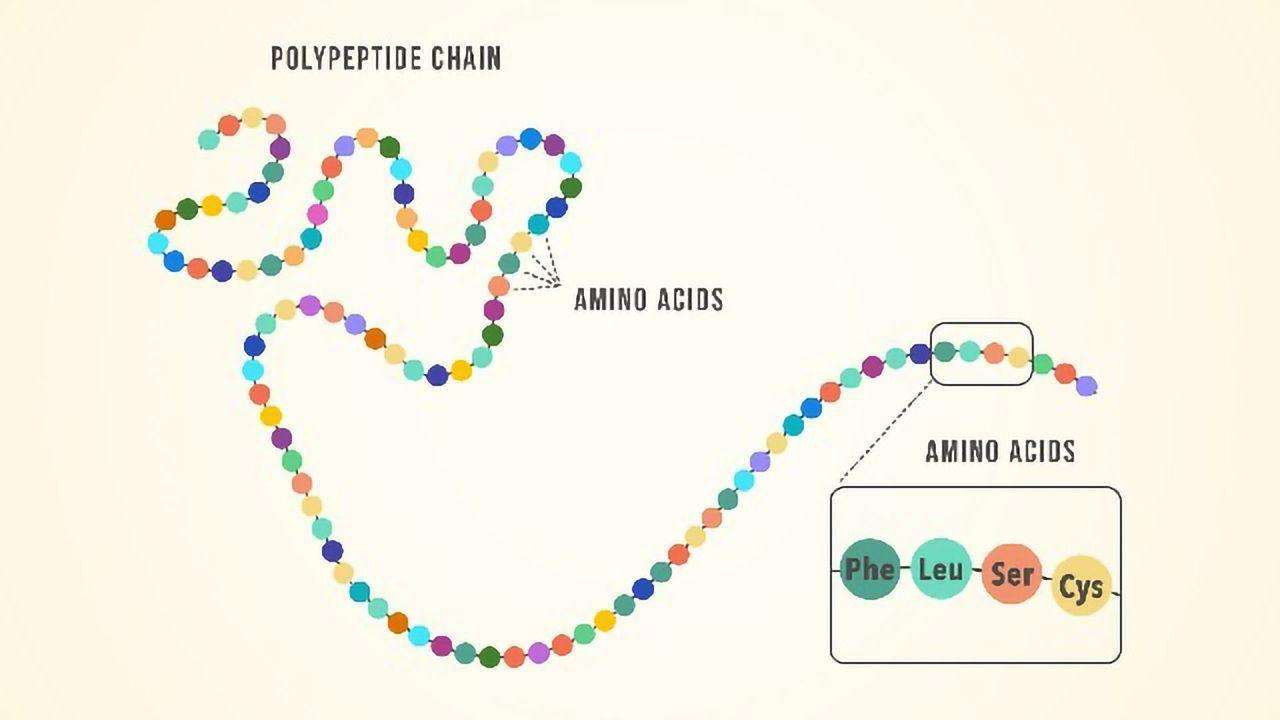 POLYPEPTIDE CHAIN
AMINO ACIDS
AMINO ACIDS
Phe Leu Ser Cys